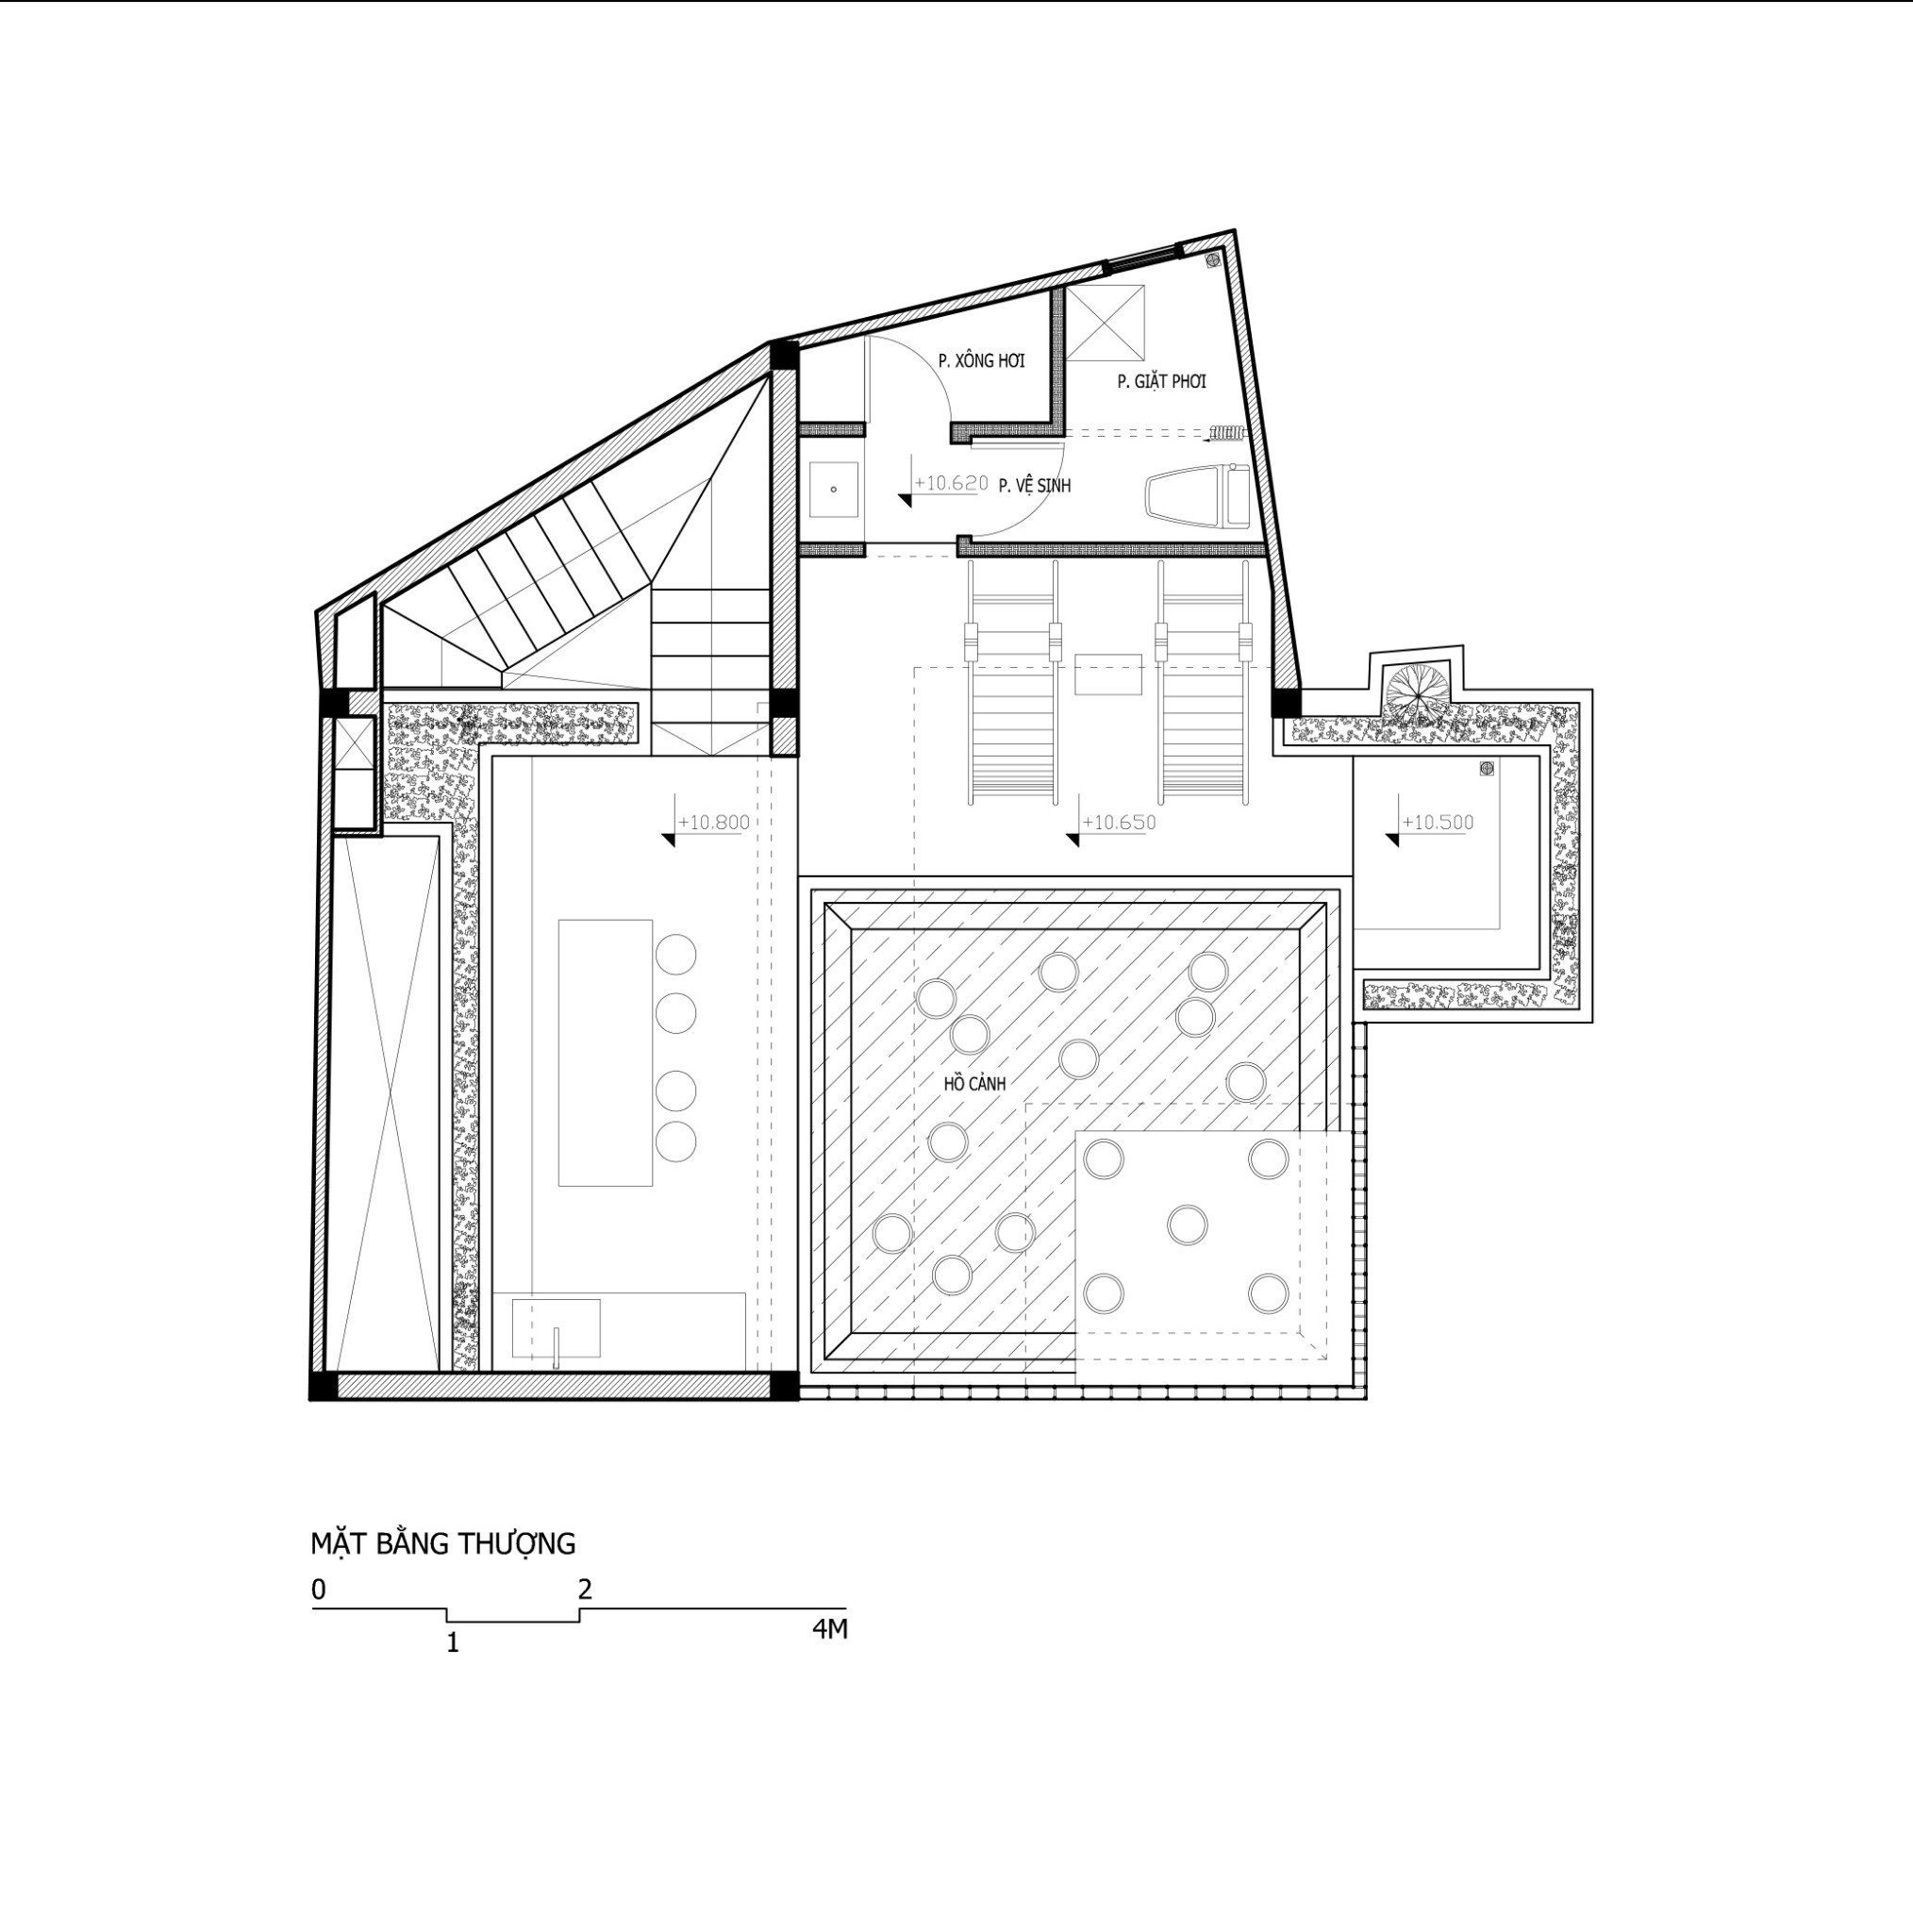 P. XÔNG HƠI
P. GIẶT PHƠI
+10.620
P. VỆ SINH
+10.800
+10.650
+10.500
HỒ CẢNH
MẶT BẰNG THƯỢNG
0
2
4M
1